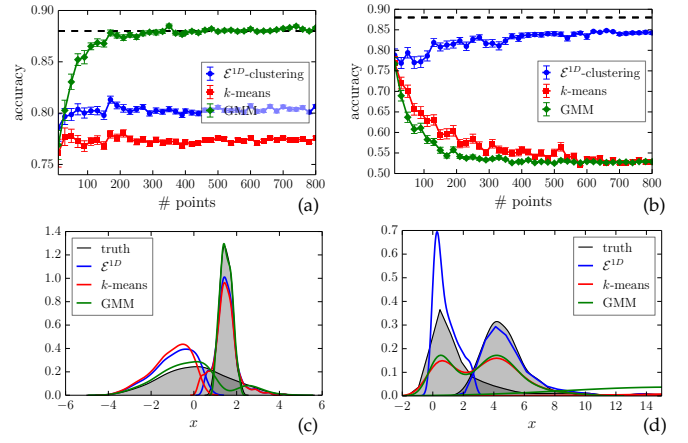 0.90
0.85
0.80
0.75
accuracy
ℰ¹ᴰ-clustering
k-means
GMM
100 200 300 400 500 600 700 800
# points
(a)
0.90
0.85
0.80
0.75
0.70
0.65
0.60
0.55
0.50
accuracy
ℰ¹ᴰ-clustering
k-means
GMM
100 200 300 400 500 600 700 800
# points
(b)
1.4
1.2
1.0
0.8
0.6
0.4
0.2
0.0
truth
ℰ¹ᴰ
k-means
GMM
−6 −4 −2 0 2 4 6
x
(c)
0.7
0.6
0.5
0.4
0.3
0.2
0.1
0.0
truth
ℰ¹ᴰ
k-means
GMM
−2 0 2 4 6 8 10 12 14
x
(d)